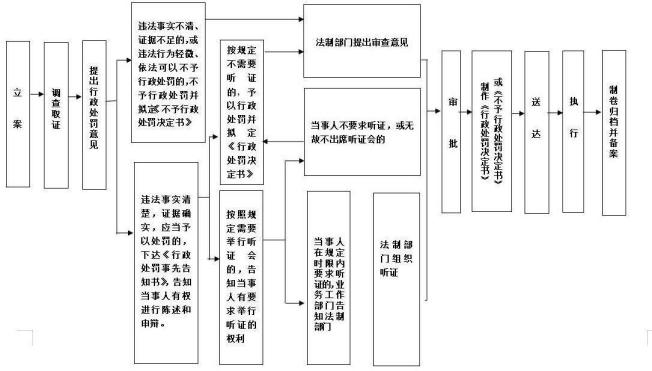 立案
调查取证
提出行政处罚意见
违法事实不清、
证据不足的，或
违法行为轻微、
依法可以不予
行政处罚的，不
予行政处罚并
拟定《不予行政
处罚决定书》
违法事实清
楚，证据确
实，应当予
以处罚的，
下达《行政
处罚事先告
知书》，告知
当事人有权
进行陈述和
申辩。
按规定
不需要
听证
的，予
以行政
处罚并
拟定
《行政
处罚决
定书》
按照规
定需要
举行听
证会
的，告
知当事
人有要
求举行
听证的
权利
法制部门提出审查意见
当事人不要求听证，或无
故不出席听证会的
当事人
在规定
时限内
要求听
证的，业
务工作
部门告
知法制
部门
法制部
门组织
听证
审批
制作《行政处罚决定书》
或《不予行政处罚决定书》
送达
执行
制卷归档并备案